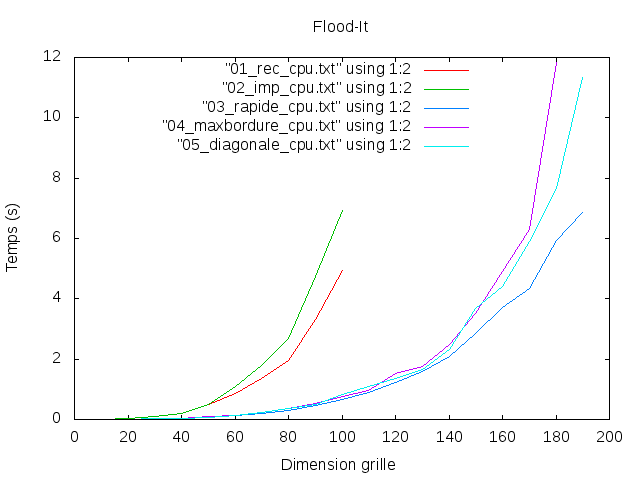 Flood-It
"01_rec_cpu.txt" using 1:2
"02_imp_cpu.txt" using 1:2
"03_rapide_cpu.txt" using 1:2
"04_maxbordure_cpu.txt" using 1:2
"05_diagonale_cpu.txt" using 1:2
Temps (s)
12
10
8
6
4
2
0
0 20 40 60 80 100 120 140 160 180 200
Dimension grille